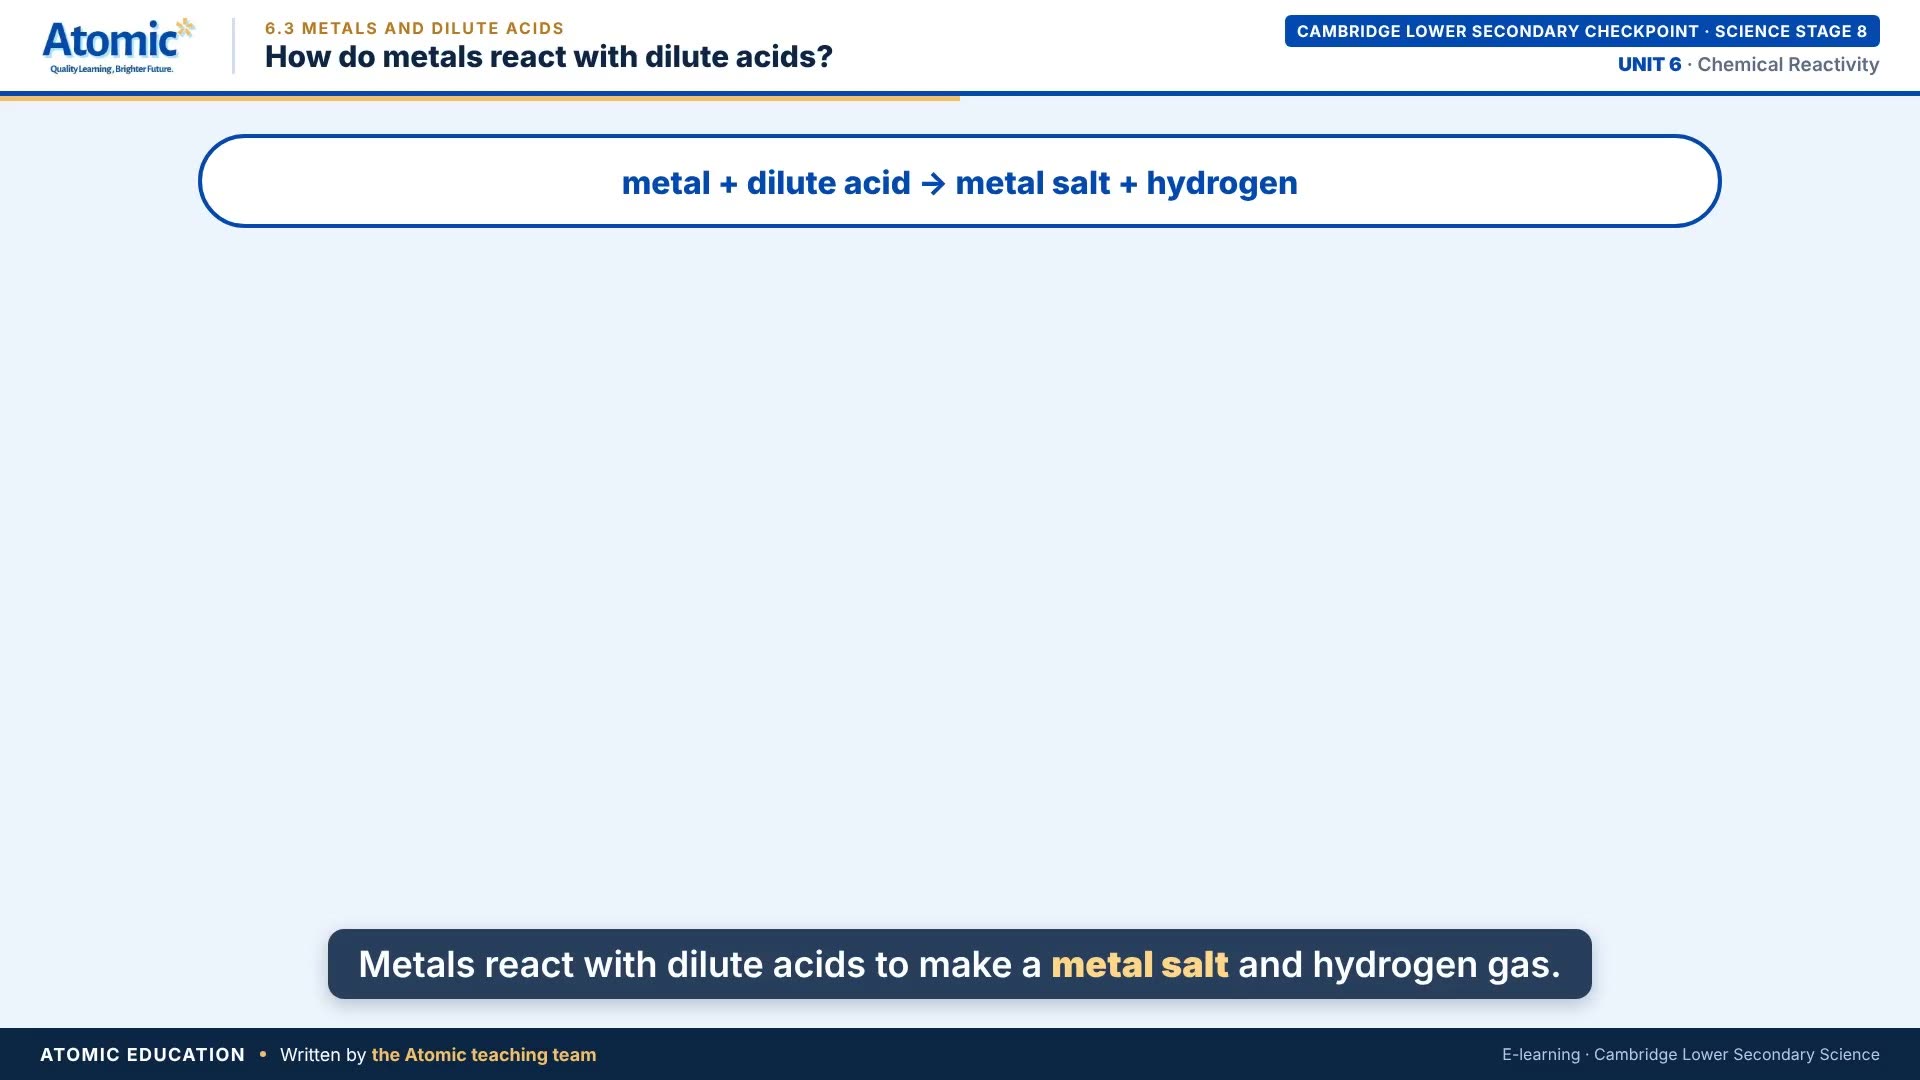 Atomic
Quality Learning, Brighter Future.
6.3 METALS AND DILUTE ACIDS
How do metals react with dilute acids?
CAMBRIDGE LOWER SECONDARY CHECKPOINT · SCIENCE STAGE 8
UNIT 6 · Chemical Reactivity
metal + dilute acid → metal salt + hydrogen
Metals react with dilute acids to make a metal salt and hydrogen gas.
ATOMIC EDUCATION • Written by the Atomic teaching team
E-learning · Cambridge Lower Secondary Science